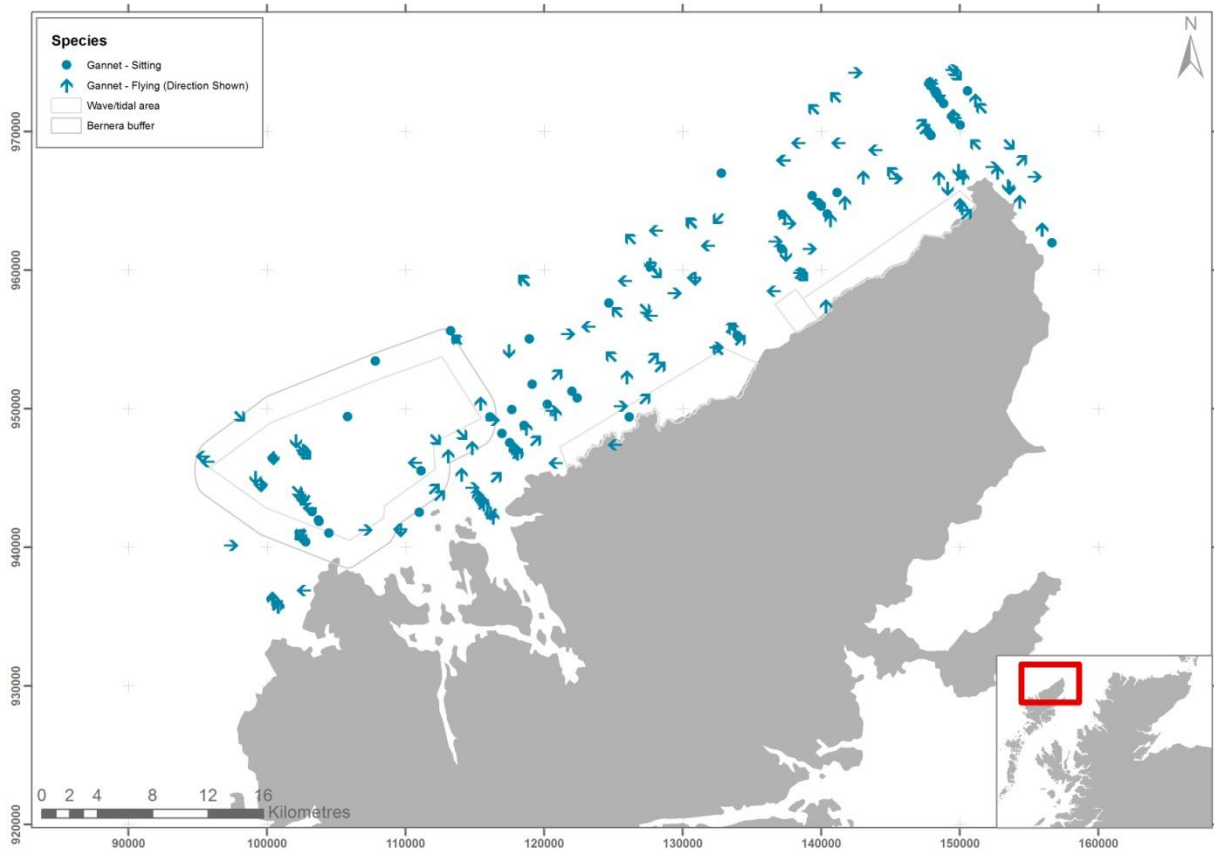 Species
Gannet - Sitting
Gannet - Flying (Direction Shown)
Wave/tidal area
Bernera buffer
N
970000
960000
950000
940000
930000
920000
0 2 4 8 12 16
Kilometres
90000 100000 110000 120000 130000 140000 150000 160000